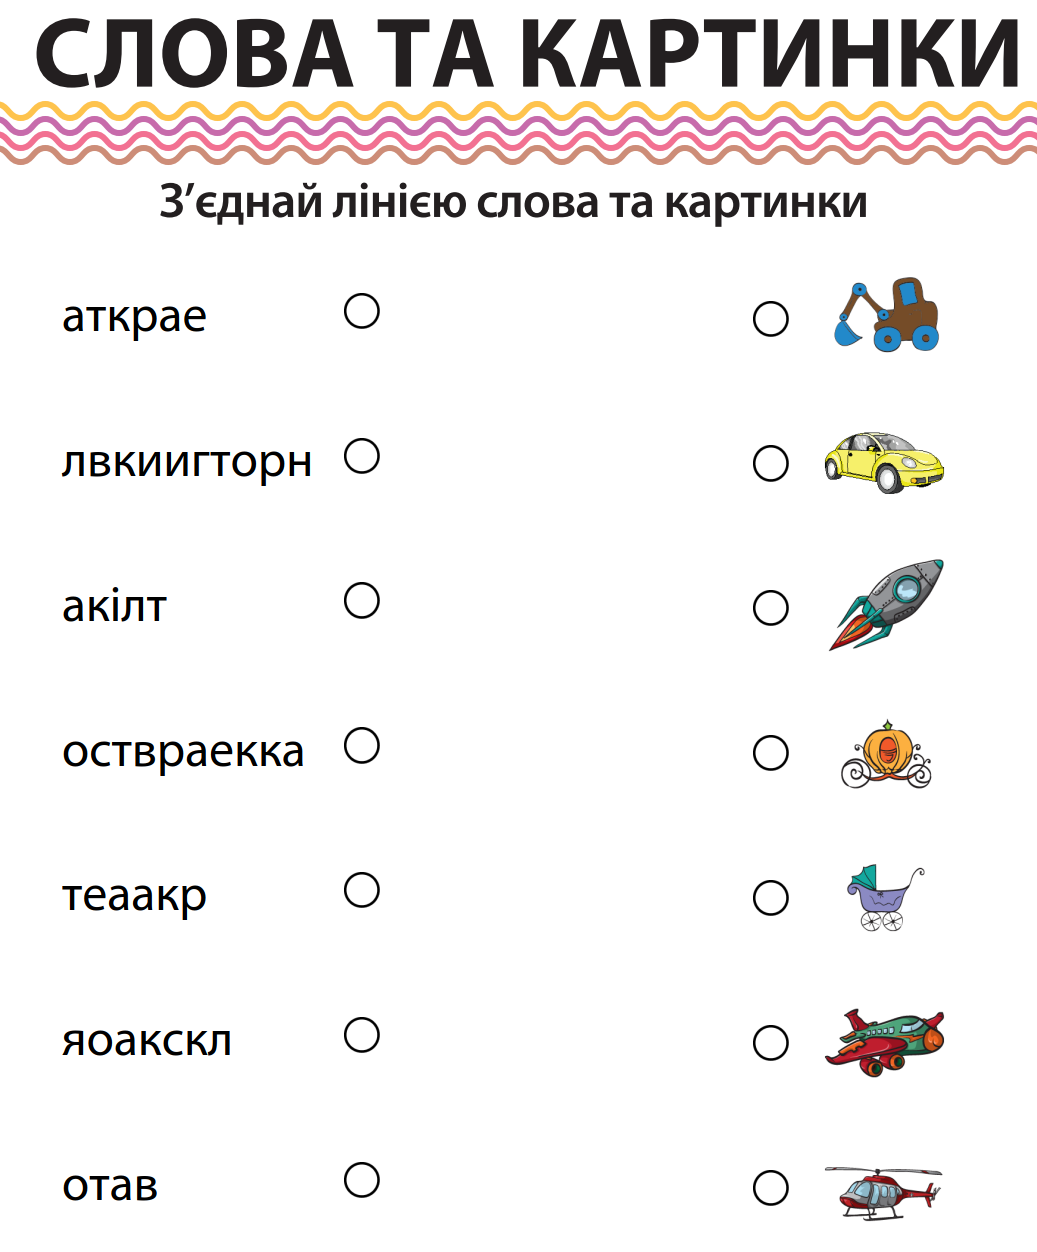 СЛОВА ТА КАРТИНКИ
З’єднай лінією слова та картинки
аткрае
лвкиигторн
акілт
оствраекка
теаакр
яоакскл
отав